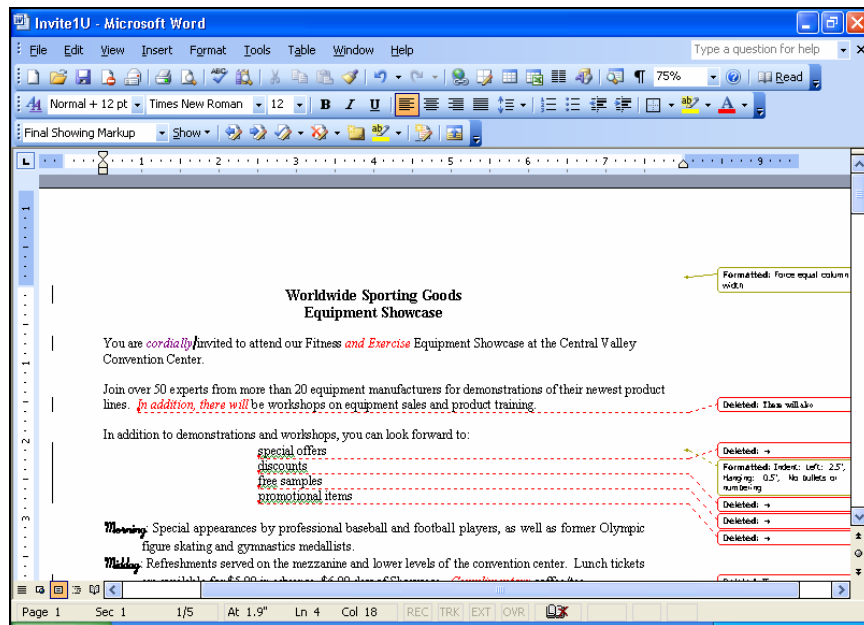 Invite1U - Microsoft Word
File Edit View Insert Format Tools Table Window Help Type a question for help
75% Read
Normal + 12 pt Times New Roman 12 B I U
Final Showing Markup Show
1 2 3 4 5 6 7 9
Formatted: Force equal column
width
Worldwide Sporting Goods
Equipment Showcase
You are cordially invited to attend our Fitness and Exercise Equipment Showcase at the Central Valley
Convention Center.
Join over 50 experts from more than 20 equipment manufacturers for demonstrations of their newest product
lines. In addition, there will be workshops on equipment sales and product training.
Deleted: There will also
In addition to demonstrations and workshops, you can look forward to:
special offers
discounts
free samples
promotional items
Deleted: →
Formatted: Indent: Left: 2.5",
Hanging: 0.5", No bullets or
numbering
Deleted: →
Deleted: →
Deleted: →
Morning: Special appearances by professional baseball and football players, as well as former Olympic
figure skating and gymnastics medallists.
Midday: Refreshments served on the mezzanine and lower levels of the convention center. Lunch tickets
Page 1 Sec 1 1/5 At 1.9" Ln 4 Col 18 REC TRK EXT OVR